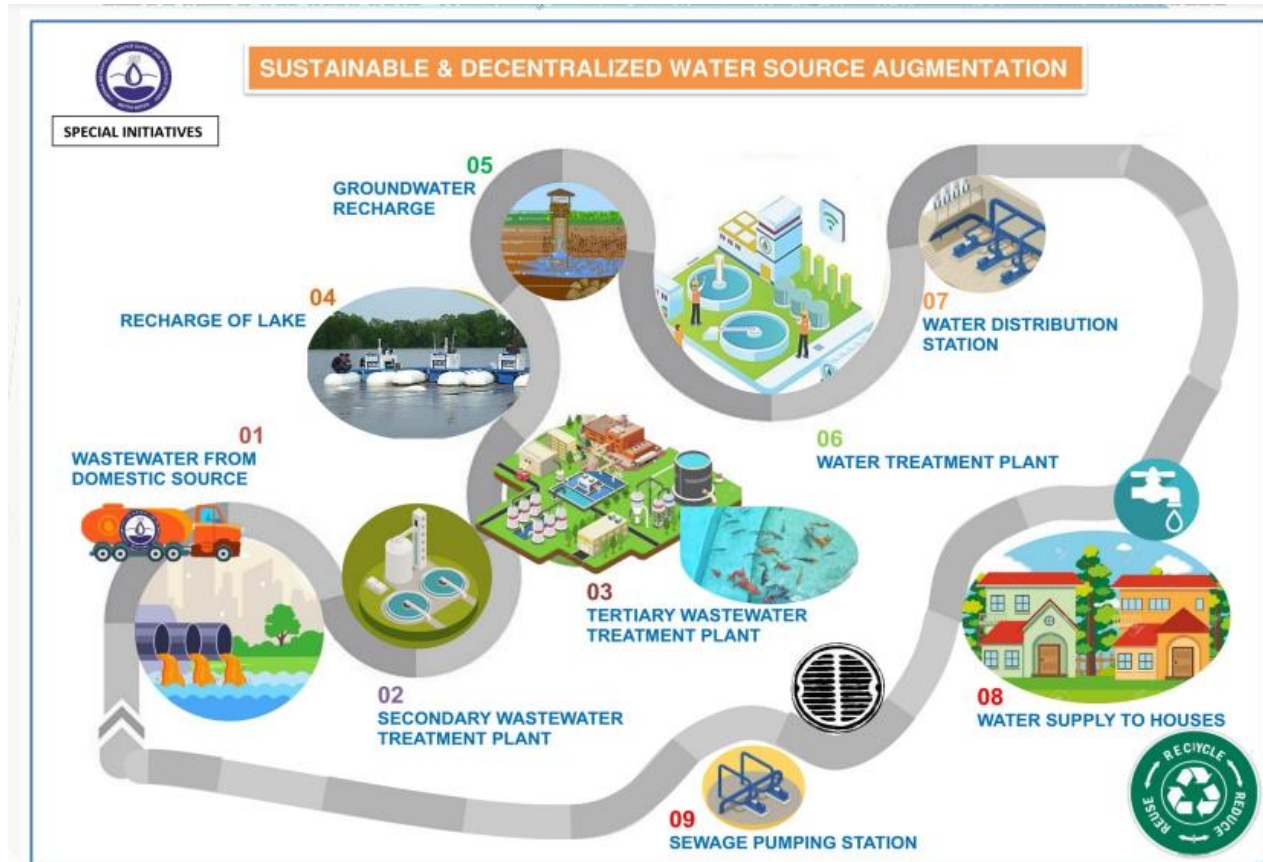 SUSTAINABLE & DECENTRALIZED WATER SOURCE AUGMENTATION
SPECIAL INITIATIVES
01
WASTEWATER FROM
DOMESTIC SOURCE
02
SECONDARY WASTEWATER
TREATMENT PLANT
03
TERTIARY WASTEWATER
TREATMENT PLANT
04
RECHARGE OF LAKE
05
GROUNDWATER
RECHARGE
06
WATER TREATMENT PLANT
07
WATER DISTRIBUTION
STATION
08
WATER SUPPLY TO HOUSES
09
SEWAGE PUMPING STATION
RECIYCLE
REDUCE
REUSE